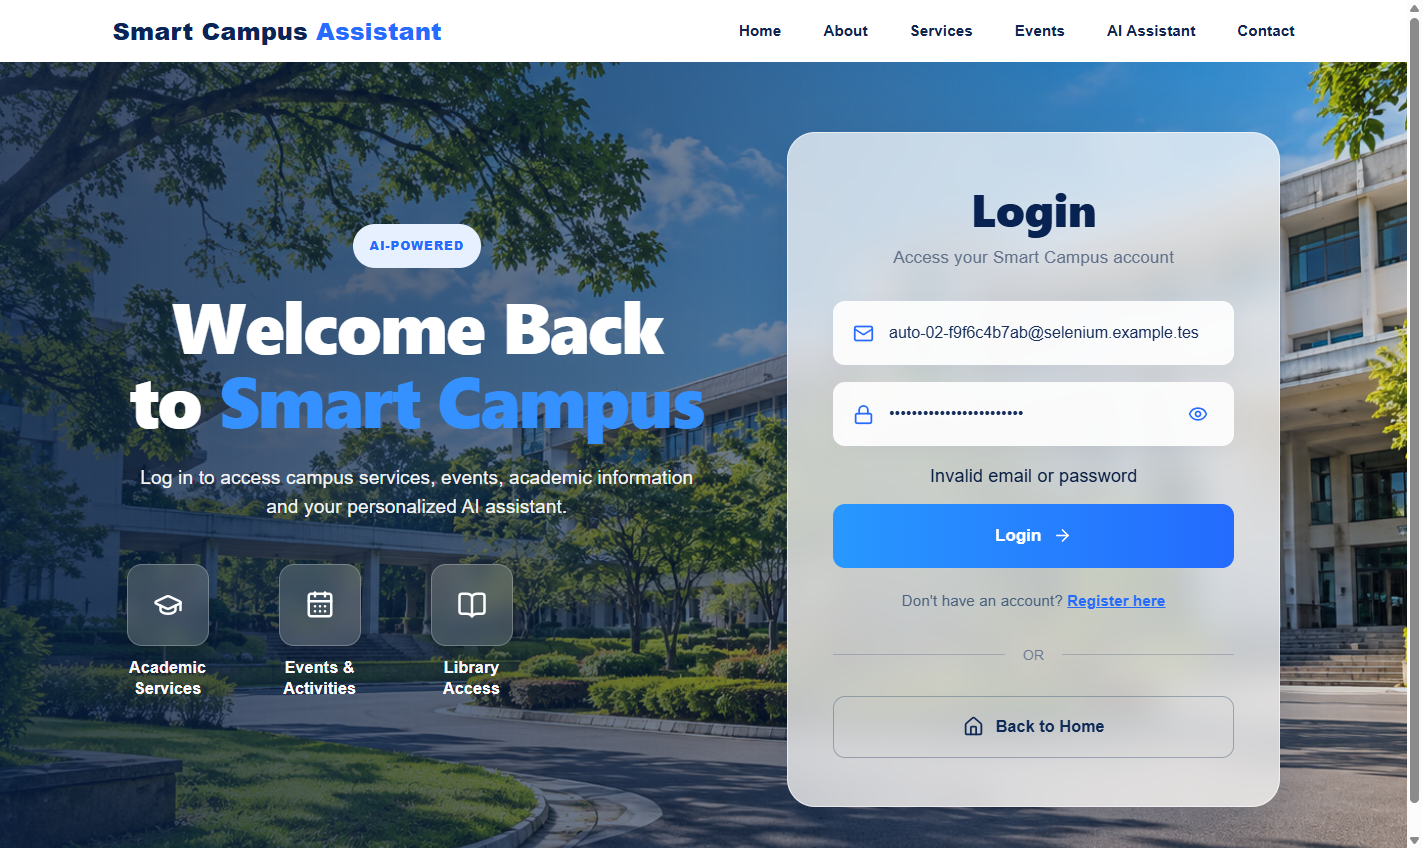 Smart Campus Assistant
Home About Services Events AI Assistant Contact
AI-POWERED
Welcome Back
to Smart Campus
Log in to access campus services, events, academic information
and your personalized AI assistant.
Academic
Services
Events &
Activities
Library
Access
Login
Access your Smart Campus account
auto-02-f9f6c4b7ab@selenium.example.tes
•••••••••••••••••••••••
Invalid email or password
Login →
Don't have an account? Register here
OR
Back to Home